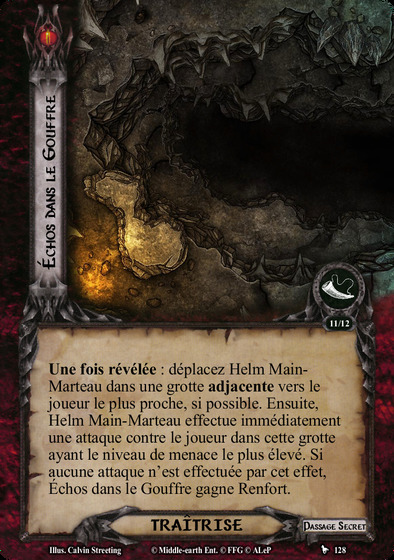 Échos dans le Gouffre
11/12
Une fois révélée : déplacez Helm Main-
Marteau dans une grotte adjacente vers le
joueur le plus proche, si possible. Ensuite,
Helm Main-Marteau effectue immédiatement
une attaque contre le joueur dans cette grotte
ayant le niveau de menace le plus élevé. Si
aucune attaque n'est effectuée par cet effet,
Échos dans le Gouffre gagne Renfort.
TRAÎTRISE
Passage Secret
Illus. Calvin Streeting
©Middle-earth Ent. © FFG © ALeP
128